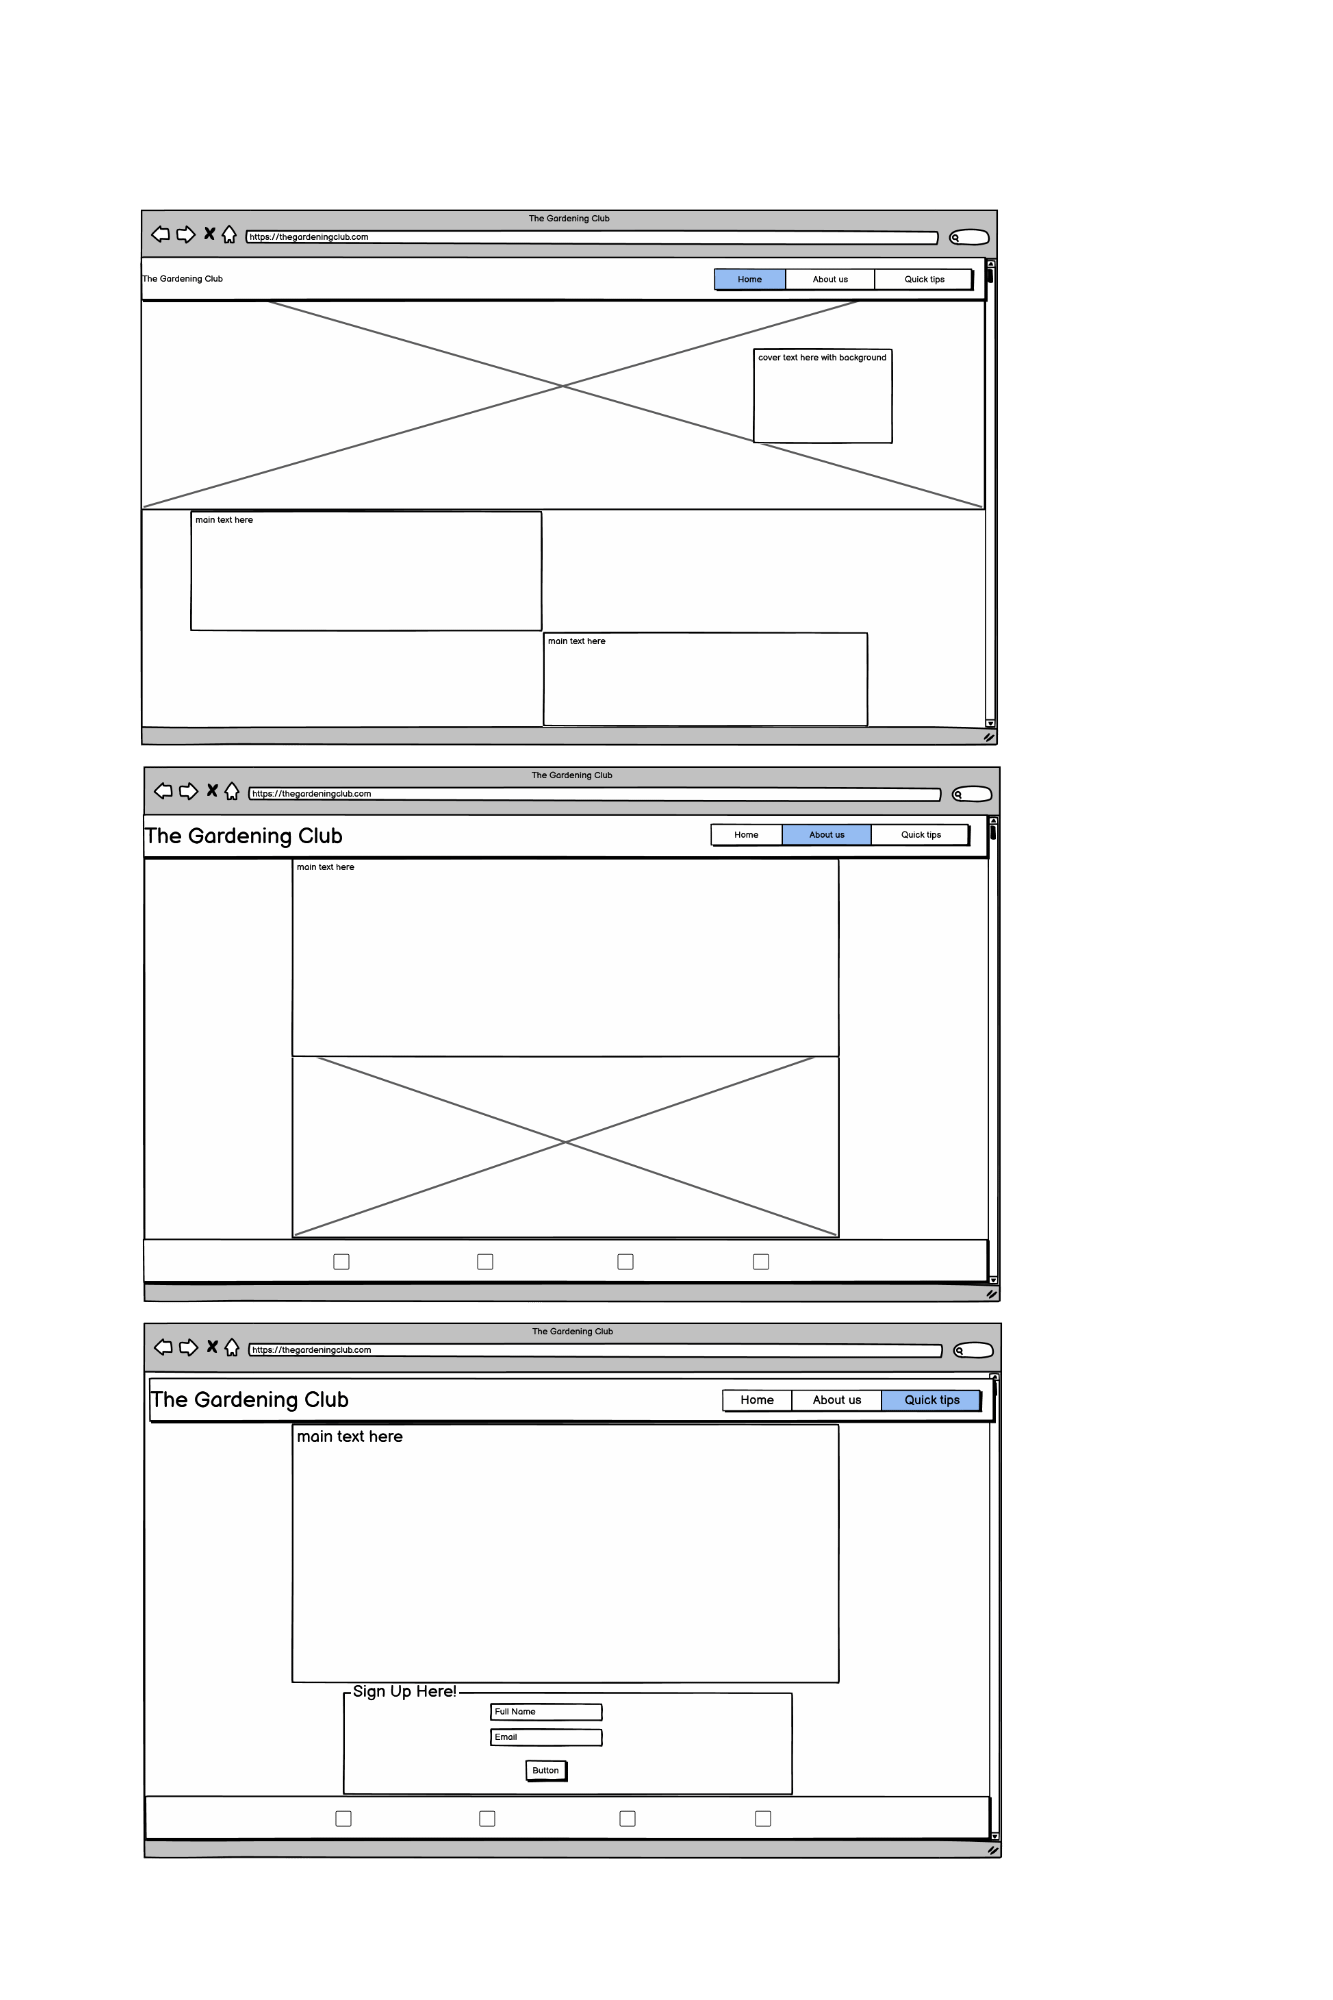 The Gardening Club
https://thegardeningclub.com
The Gardening Club
Home
About us
Quick tips
cover text here with background
main text here
main text here
The Gardening Club
https://thegardeningclub.com
The Gardening Club
Home
About us
Quick tips
main text here
The Gardening Club
https://thegardeningclub.com
The Gardening Club
Home
About us
Quick tips
main text here
Sign Up Here!
Full Name
Email
Button